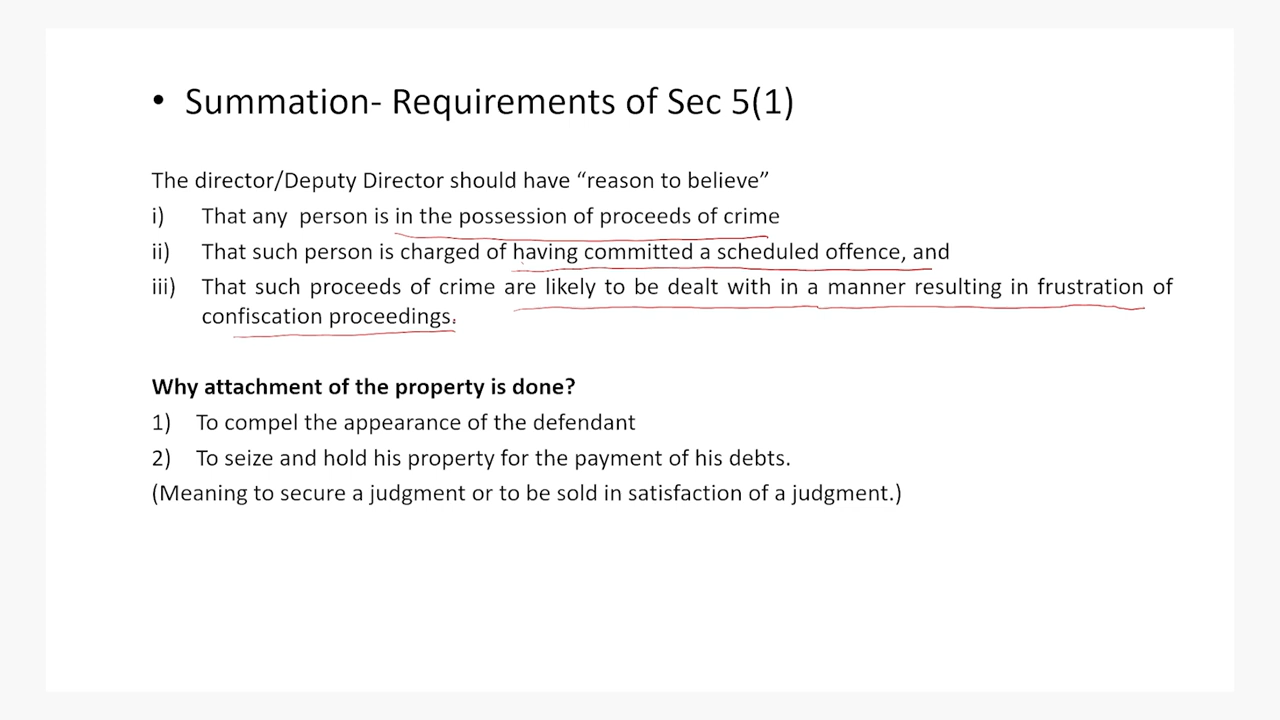 • Summation- Requirements of Sec 5(1)
The director/Deputy Director should have “reason to believe”
i) That any person is in the possession of proceeds of crime
ii) That such person is charged of having committed a scheduled offence, and
iii) That such proceeds of crime are likely to be dealt with in a manner resulting in frustration of
confiscation proceedings.
Why attachment of the property is done?
1) To compel the appearance of the defendant
2) To seize and hold his property for the payment of his debts.
(Meaning to secure a judgment or to be sold in satisfaction of a judgment.)